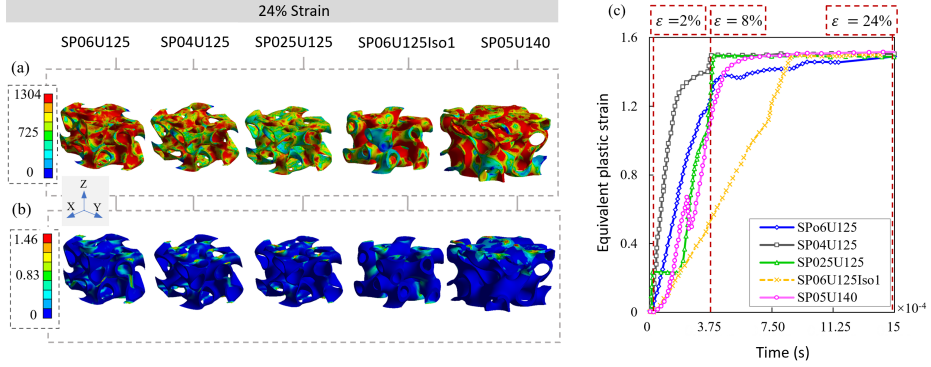 24% Strain
SP06U125 SP04U125 SP025U125 SP06U125Iso1 SP05U140
(a)
1304
725
0
Z
X Y
(b)
1.46
0.83
0
(c)
ε = 2% ε = 8% ε = 24%
1.6
1.2
0.8
0.4
0
Equivalent plastic strain
SPo6U125
SP04U125
SP025U125
SP06U125Iso1
SP05U140
0 3.75 7.50 11.25 15 ×10⁻⁴
Time (s)